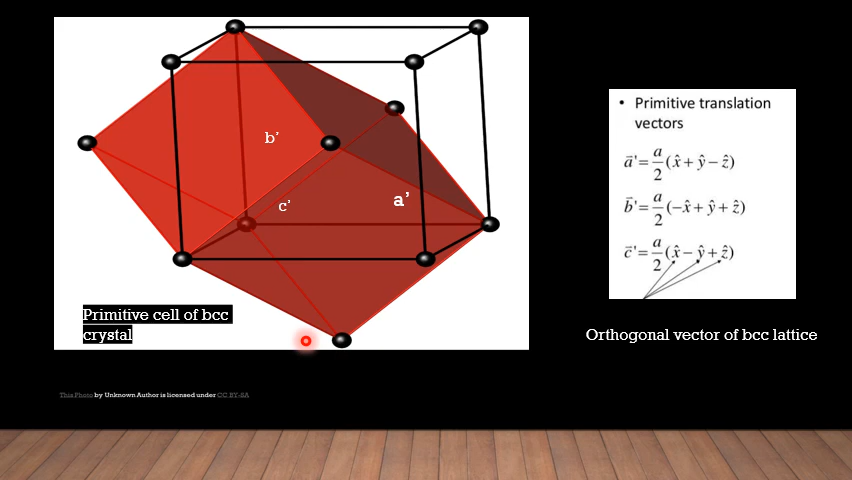 b’
c’
a’
Primitive cell of bcc
crystal
This Photo by Unknown Author is licensed under CC BY-SA
• Primitive translation
vectors
a⃗' = a/2 (x̂ + ŷ − ẑ)
b⃗' = a/2 (−x̂ + ŷ + ẑ)
c⃗' = a/2 (x̂ − ŷ + ẑ)
Orthogonal vector of bcc lattice